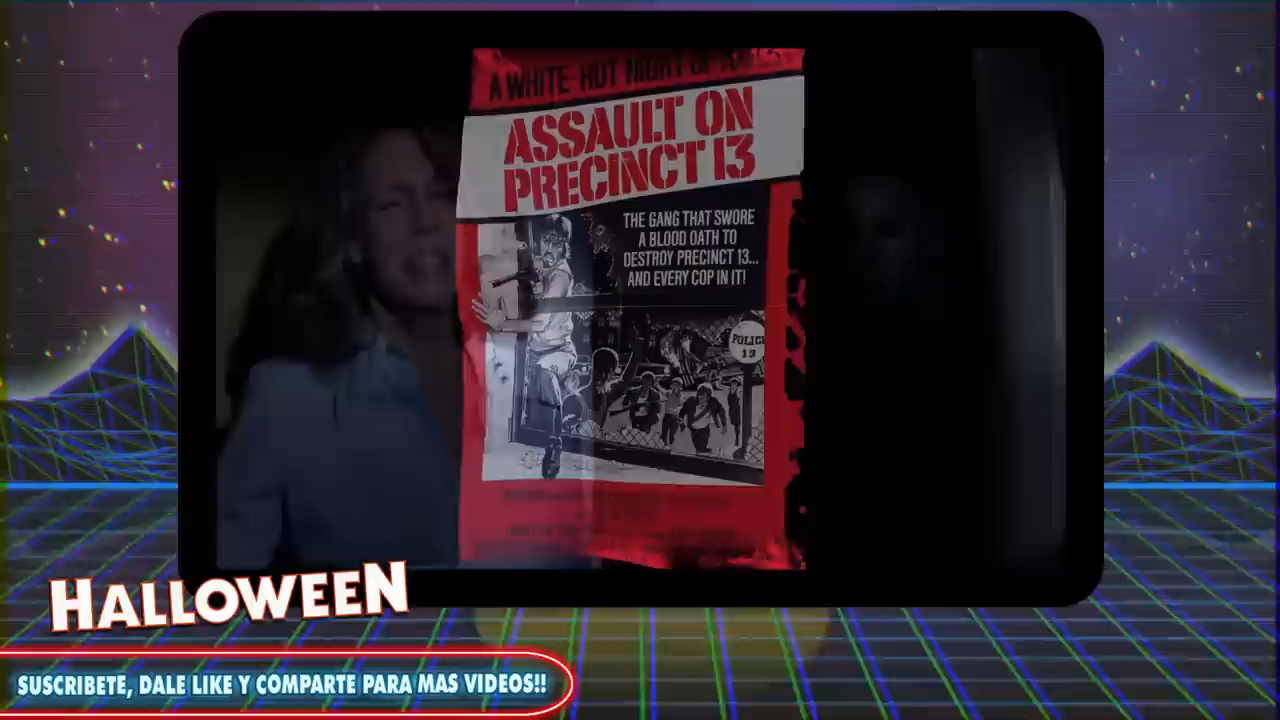 A WHITE-HOT NIGHT OF
ASSAULT ON
PRECINCT 13
THE GANG THAT SWORE
A BLOOD OATH TO
DESTROY PRECINCT 13...
AND EVERY COP IN IT!
POLICE
13
HALLOWEEN
SUSCRIBETE, DALE LIKE Y COMPARTE PARA MAS VIDEOS!!